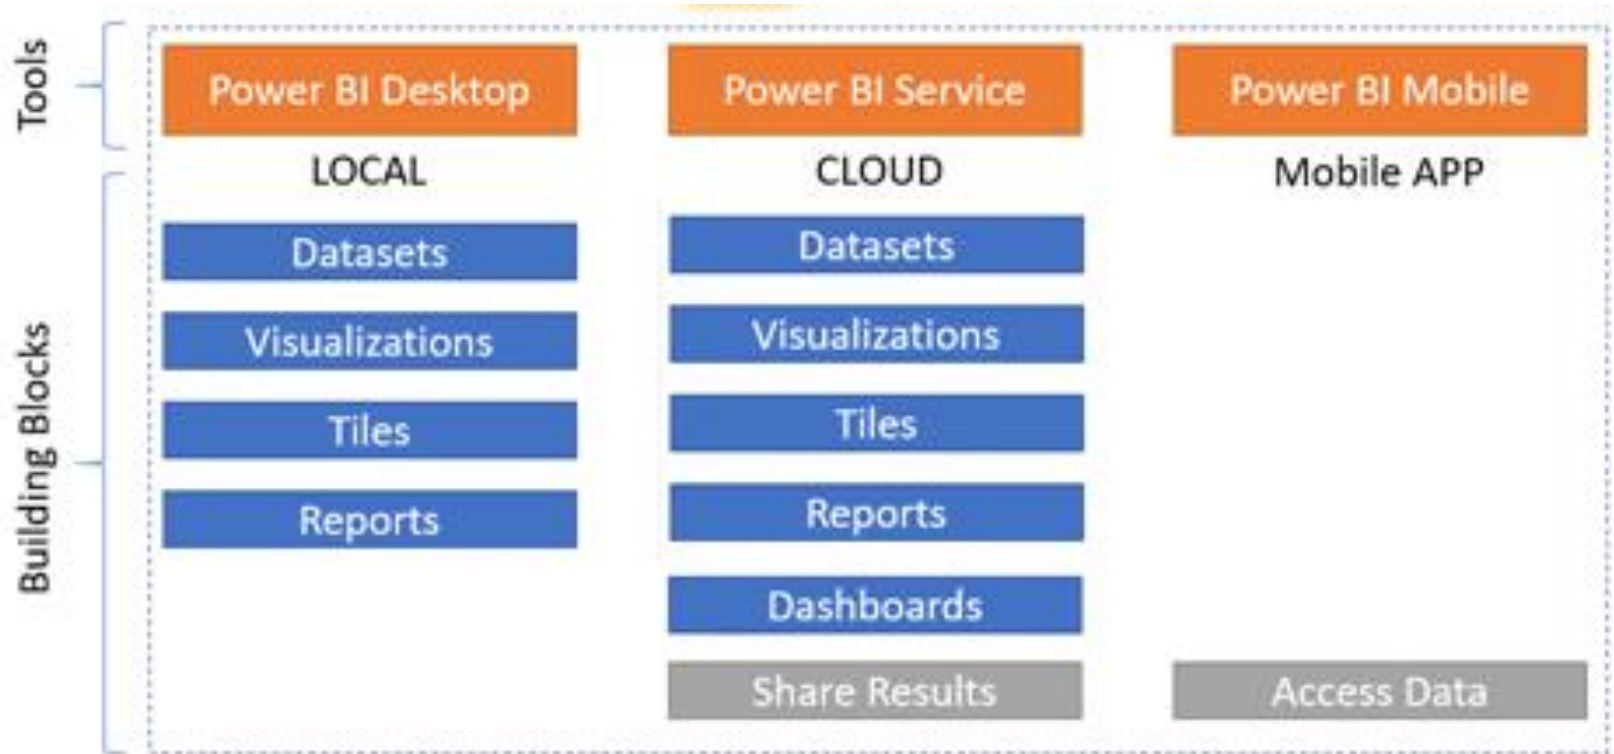 Tools
Power BI Desktop
Power BI Service
Power BI Mobile
LOCAL
CLOUD
Mobile APP
Building Blocks
Datasets
Visualizations
Tiles
Reports
Datasets
Visualizations
Tiles
Reports
Dashboards
Share Results
Access Data